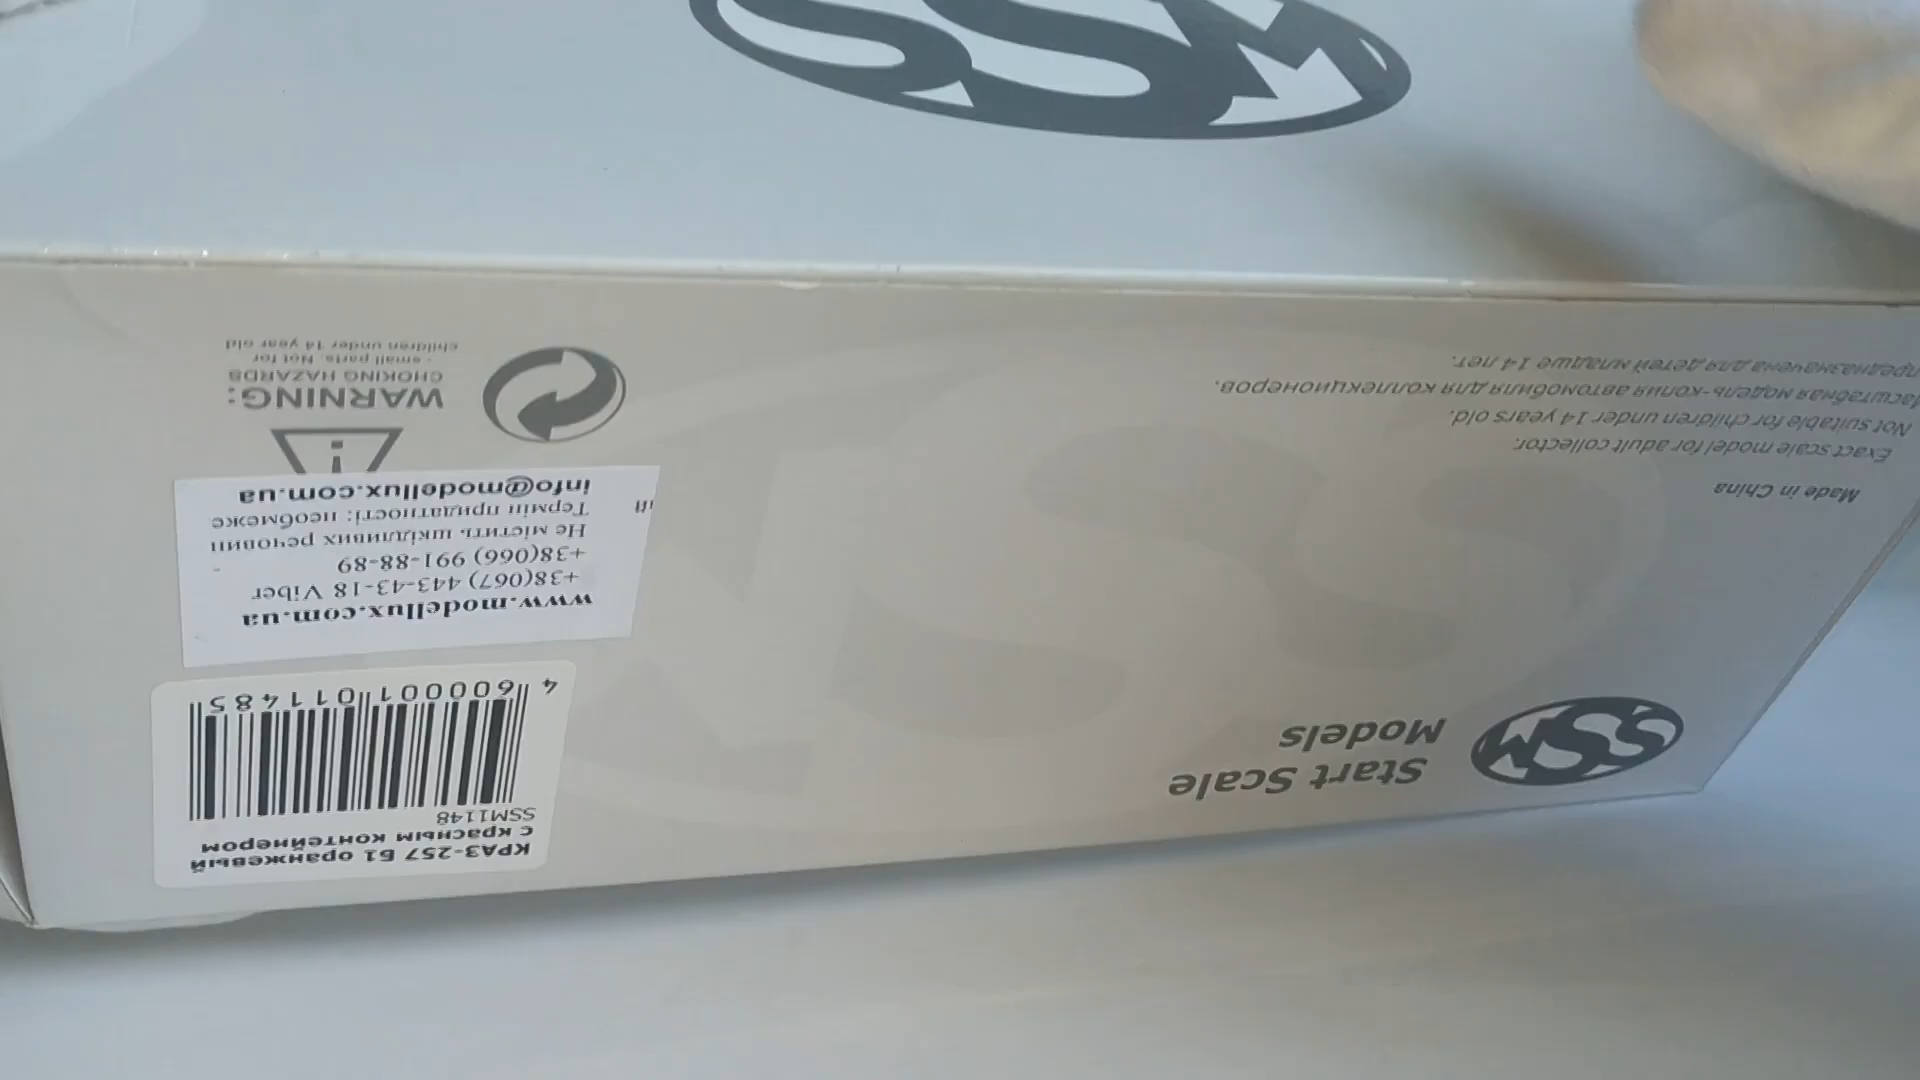 КРАЗ-257 Б1 оранжевый
с красным контейнером
SSM1148
4 600001 011485
www.modellux.com.ua
+38(067) 443-43-18 Viber
+38(066) 991-88-89
Не містить шкідливих речовин
Термін придатності: необмеже
info@modellux.com.ua
WARNING:
CHOKING HAZARDS
- small parts. Not for
children under 14 year old
SSM
Start Scale
Models
Made in China
Exact scale model for adult collector.
Not suitable for children under 14 years old.
Масштабная модель-копия автомобиля для коллекционеров.
предназначена для детей младше 14 лет.
SSM